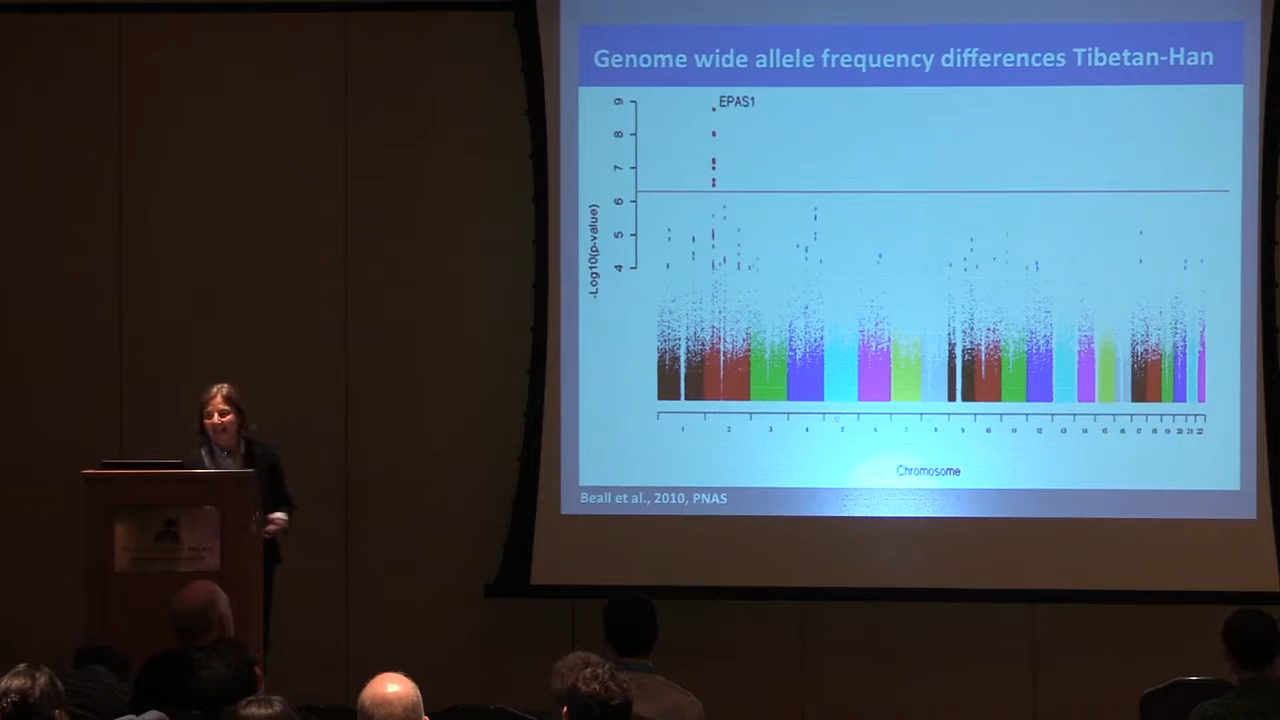 Genome wide allele frequency differences Tibetan-Han
EPAS1
9
8
7
6
5
4
-Log10(p-value)
1 2 3 4 5 6 7 8 9 10 11 12 13 14 15 16 17 18 19 20 21 22
Chromosome
Beall et al., 2010, PNAS